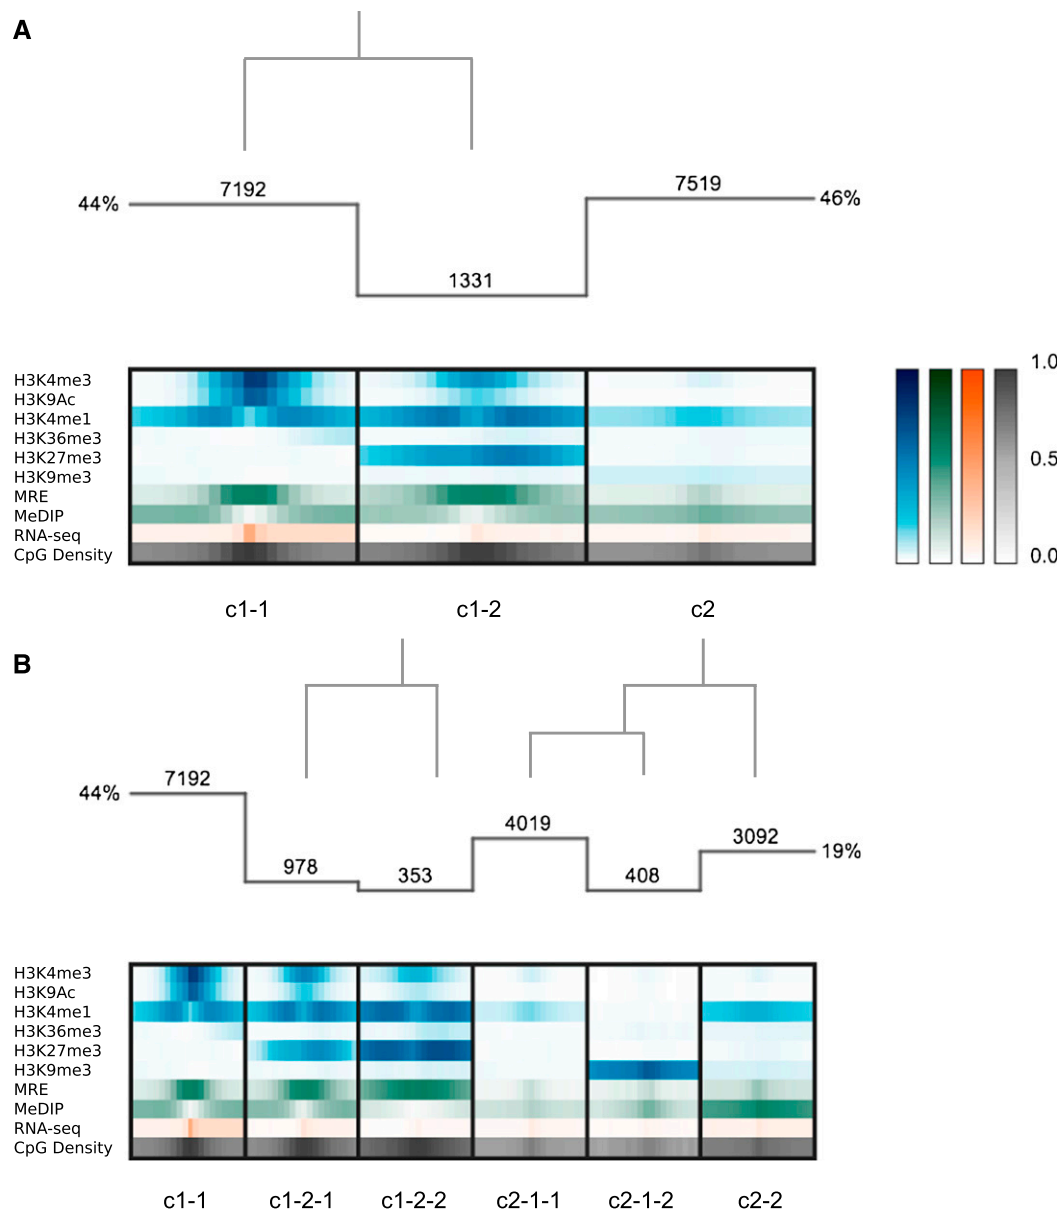 A
7192
7519
44%
46%
1331
H3K4me3
H3K9Ac
H3K4me1
H3K36me3
H3K27me3
H3K9me3
MRE
MeDIP
RNA-seq
CpG Density
1.0
0.5
0.0
c1-1 c1-2 c2
B
7192
44%
978
353
4019
408
3092
19%
H3K4me3
H3K9Ac
H3K4me1
H3K36me3
H3K27me3
H3K9me3
MRE
MeDIP
RNA-seq
CpG Density
c1-1 c1-2-1 c1-2-2 c2-1-1 c2-1-2 c2-2